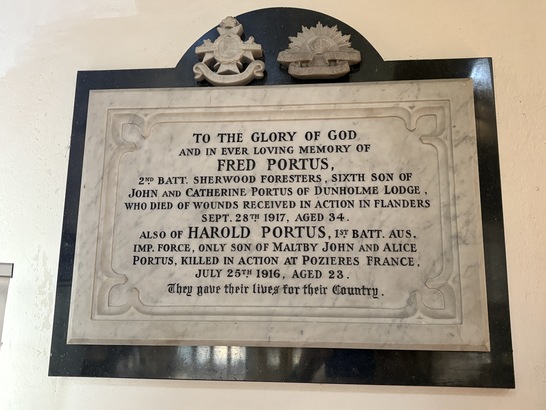 TO THE GLORY OF GOD
AND IN EVER LOVING MEMORY OF
FRED PORTUS,
2ND BATT. SHERWOOD FORESTERS, SIXTH SON OF
JOHN AND CATHERINE PORTUS OF DUNHOLME LODGE,
WHO DIED OF WOUNDS RECEIVED IN ACTION IN FLANDERS
SEPT. 28TH 1917, AGED 34.
ALSO OF HAROLD PORTUS, 1ST BATT. AUS.
IMP. FORCE, ONLY SON OF MALTBY JOHN AND ALICE
PORTUS, KILLED IN ACTION AT POZIERES FRANCE,
JULY 25TH 1916, AGED 23.
They gave their lives for their Country.